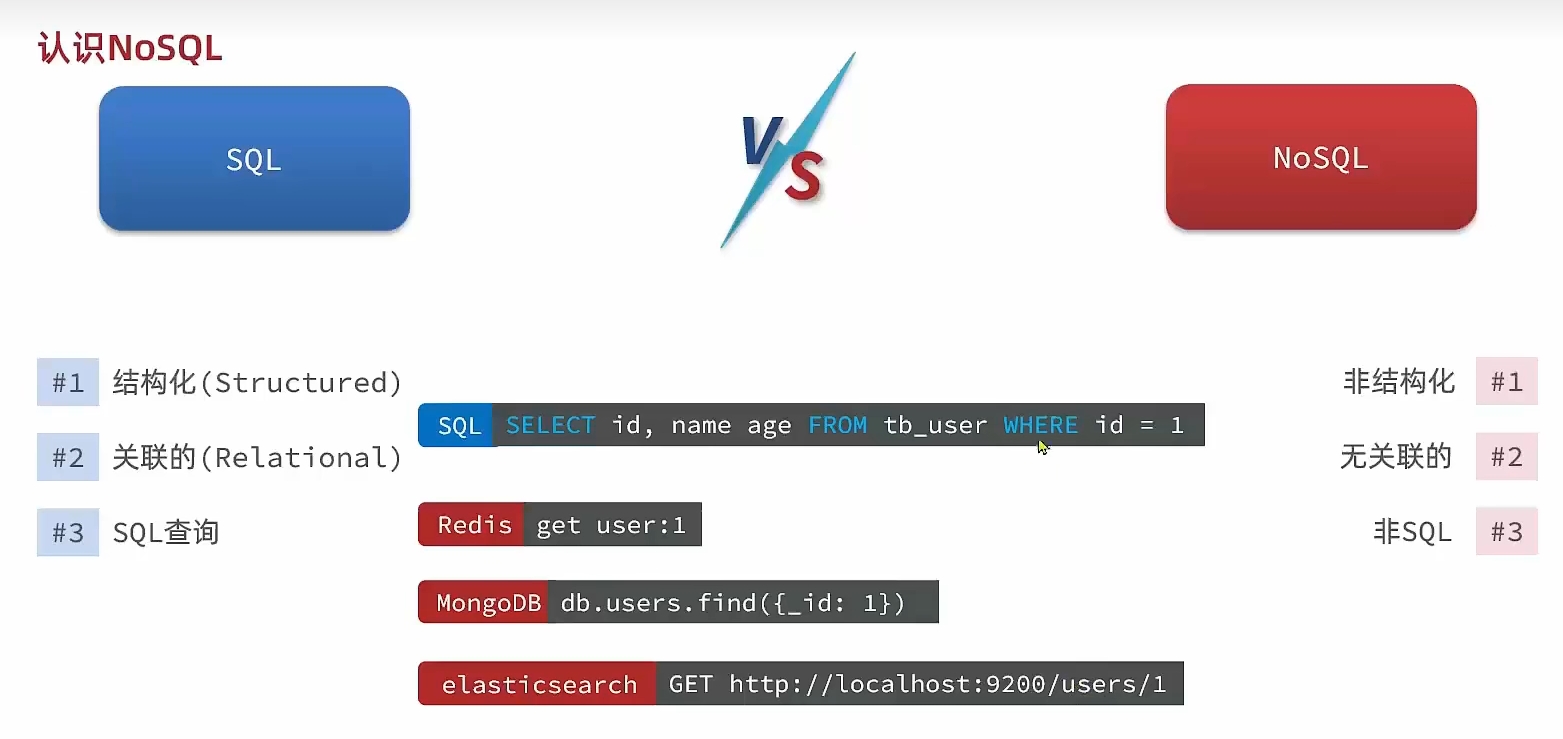 认识NoSQL
SQL
VS
NoSQL
#1 结构化(Structured)
#2 关联的(Relational)
#3 SQL查询
SQL SELECT id, name age FROM tb_user WHERE id = 1
Redis get user:1
MongoDB db.users.find({_id: 1})
elasticsearch GET http://localhost:9200/users/1
非结构化 #1
无关联的 #2
非SQL #3